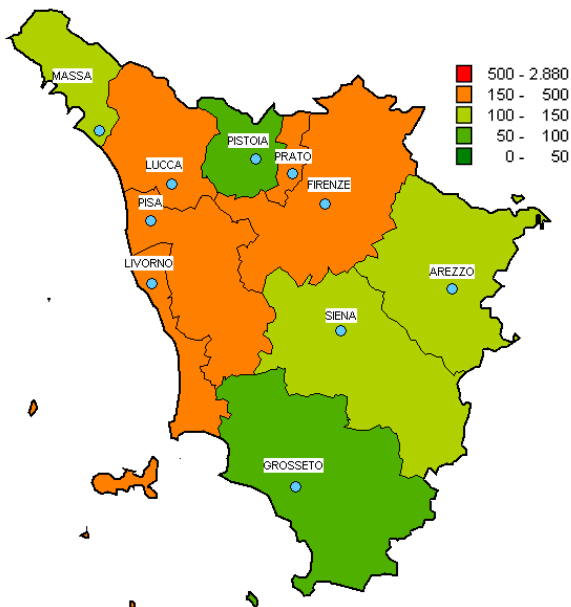 MASSA
500 - 2.880
150 - 500
100 - 150
50 - 100
0 - 50
PISTOIA
PRATO
LUCCA
FIRENZE
PISA
LIVORNO
AREZZO
SIENA
GROSSETO